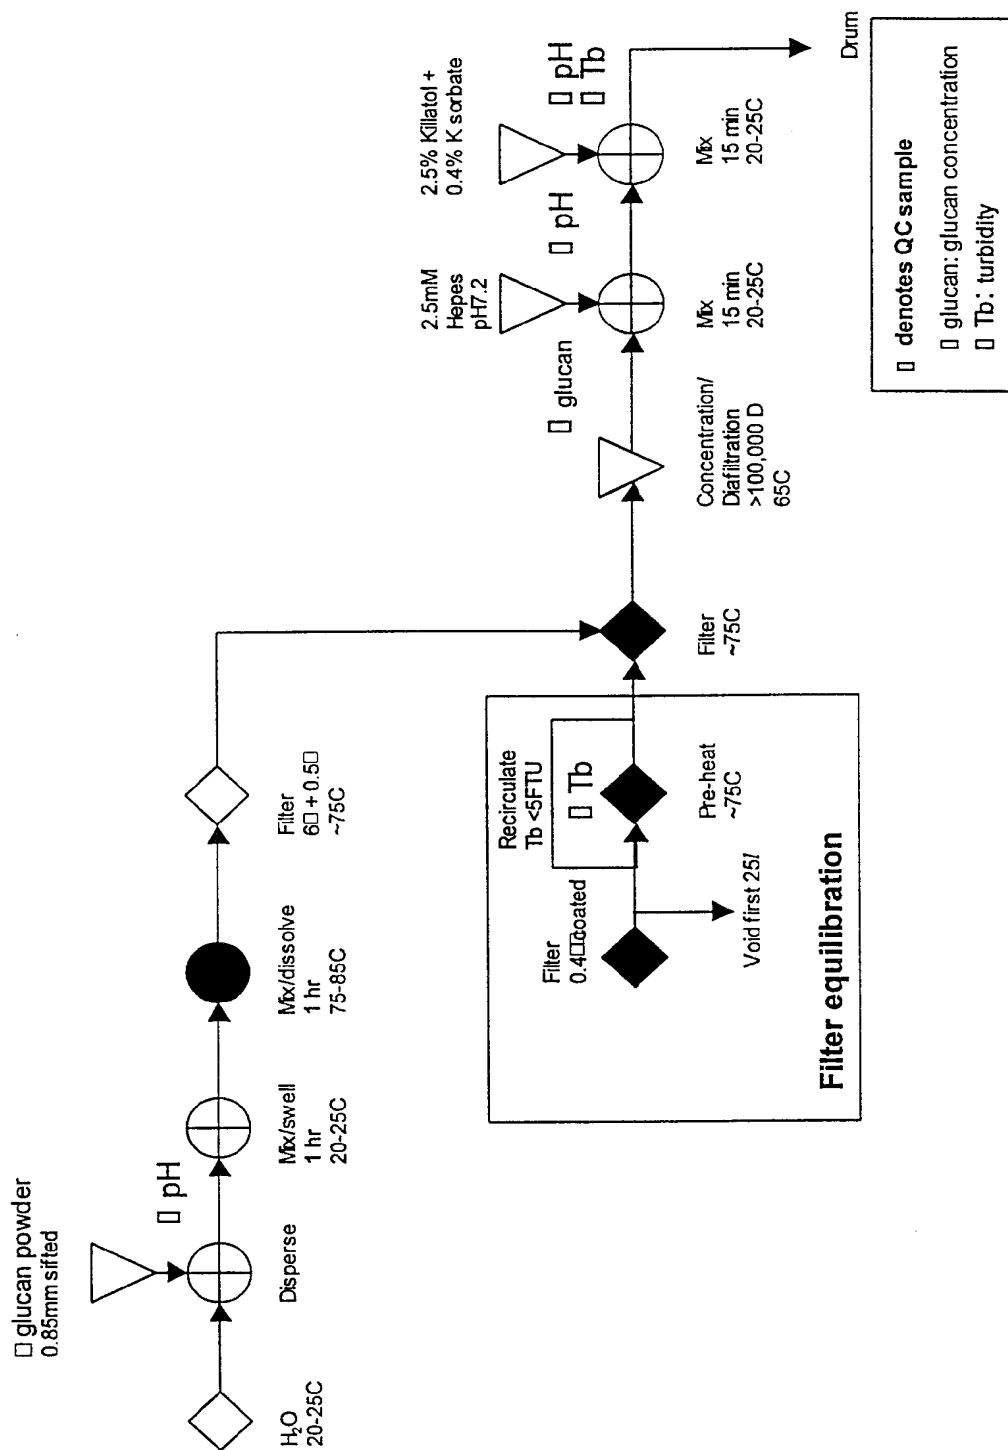 ▯ glucan powder
0.85mm sifted
▯ pH
H₂O
20-25C
Disperse
Mix/swell
1 hr
20-25C
Mix/dissolve
1 hr
75-85C
Filter
6▯ + 0.5▯
~75C
Filter
0.4▯▯coated
Void first 25l
Recirculate
Tb <5FTU
▯ Tb
Pre-heat
~75C
Filter equilibration
Filter
~75C
Concentration/
Diafiltration
>100,000 D
65C
▯ glucan
2.5mM
Hepes
pH7.2
Mix
15 min
20-25C
▯ pH
2.5% Killatol +
0.4% K sorbate
▯ pH
▯ Tb
Mix
15 min
20-25C
Drum
▯ denotes QC sample
▯ glucan: glucan concentration
▯ Tb: turbidity